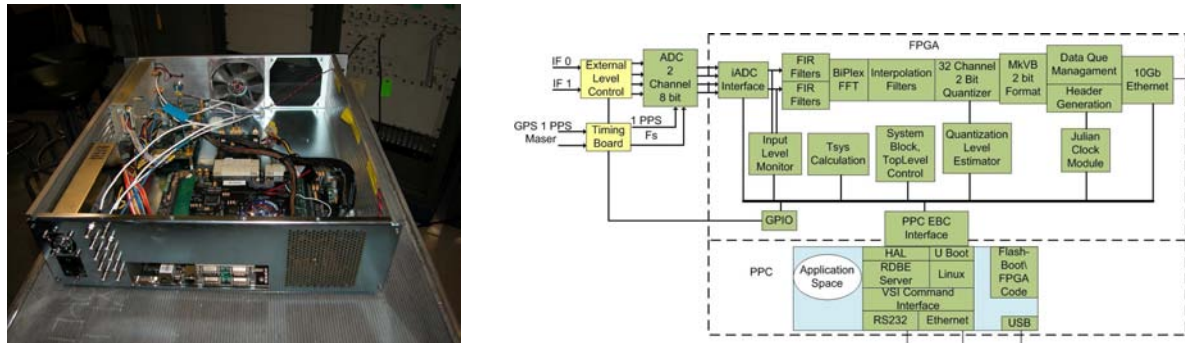 FPGA
IF 0
IF 1
External
Level
Control
ADC
2
Channel
8 bit
iADC
Interface
FIR
Filters
FIR
Filters
BiPlex
FFT
Interpolation
Filters
32 Channel
2 Bit
Quantizer
MkVB
2 bit
Format
Data Que
Managament
Header
Generation
10Gb
Ethernet
GPS 1 PPS
Maser
Timing
Board
1 PPS
Fs
Input
Level
Monitor
Tsys
Calculation
System
Block,
TopLevel
Control
Quantization
Level
Estimator
Julian
Clock
Module
GPIO
PPC EBC
Interface
PPC
Application
Space
HAL
U Boot
RDBE
Server
Linux
VSI Command
Interface
RS232
Ethernet
Flash-
Boot\
FPGA
Code
USB